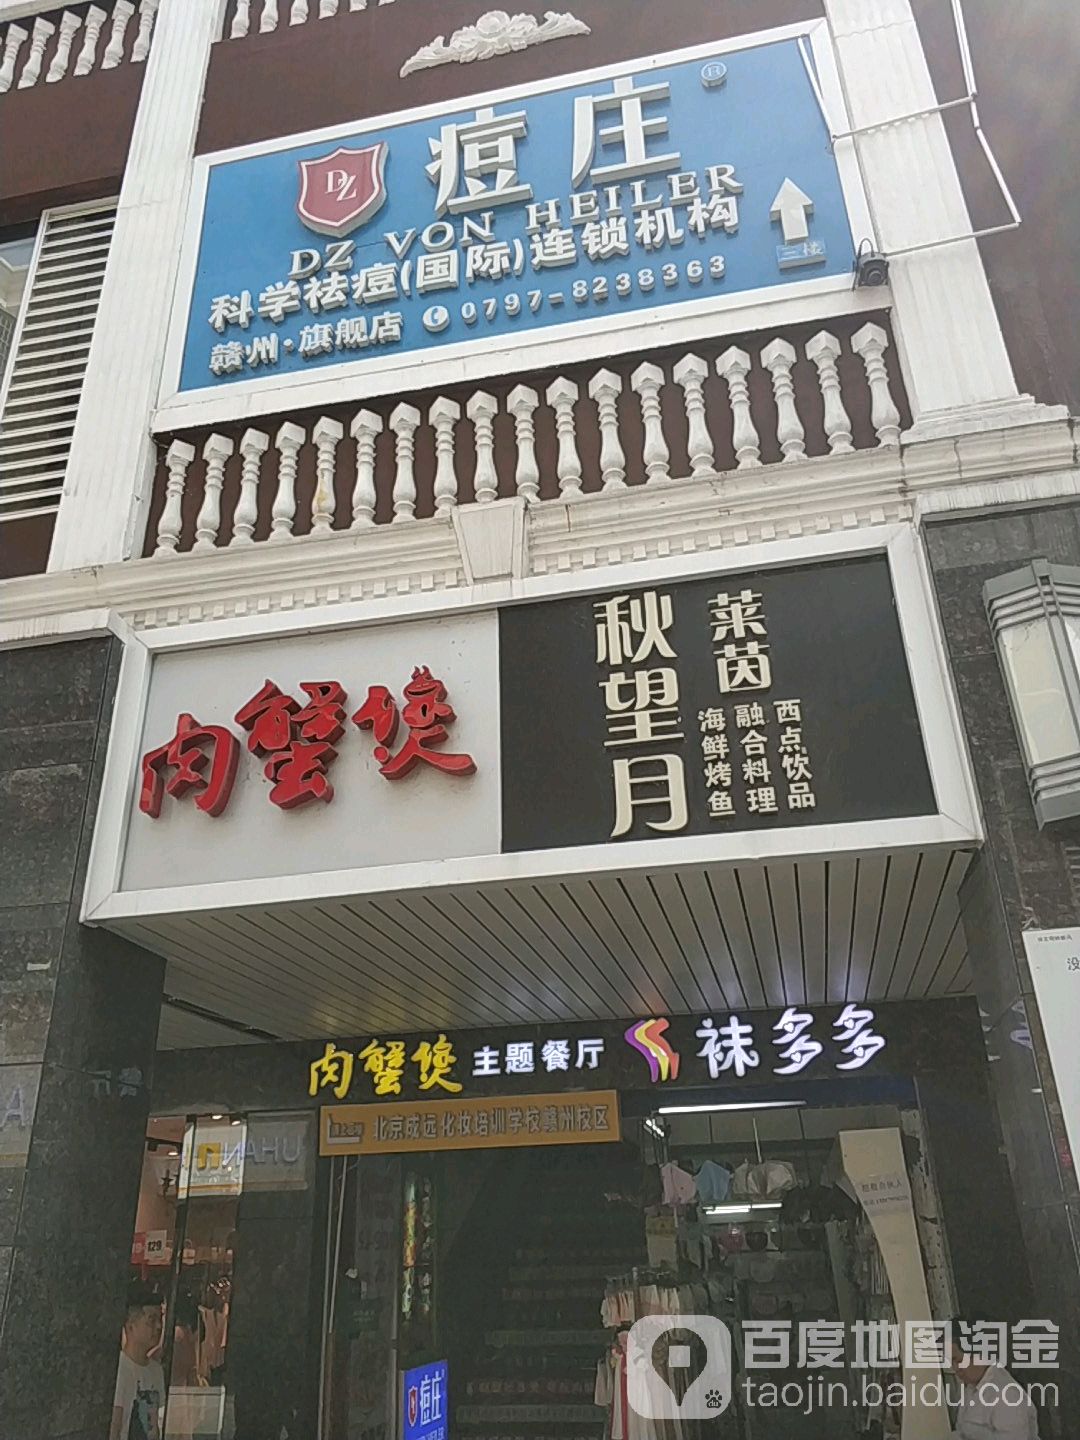 痘庄®
DZ
DZ VON HEILER
科学祛痘(国际)连锁机构
赣州·旗舰店 0797-8238363
二楼
肉蟹煲
秋望月
莱茵
海鲜烤鱼
融合料理
西点饮品
肉蟹煲 主题餐厅
袜多多
北京成远化妆培训学校赣州校区
129
痘庄
没
百度地图淘金
taojin.baidu.com